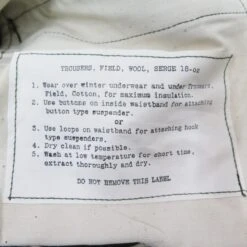 TROUSERS, FIELD, WOOL, SERGE 18-oz
1. Wear over winter underwear and under Trousers,
Field, Cotton, for maximum insulation.
2. Use buttons on inside waistband for attaching
button type suspender.
or
3. Use loops on waistband for attaching hook
type suspenders.
4. Dry clean if possible.
5. Wash at low temperature for short time,
extract thoroughly and dry.
DO NOT REMOVE THIS LABEL